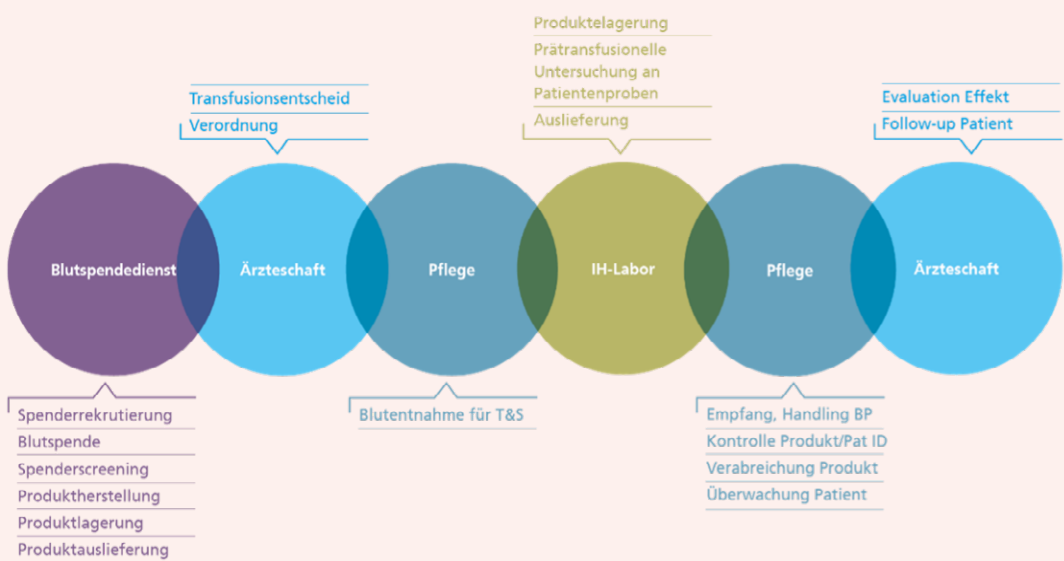 Produktelagerung
Prätransfusionelle
Untersuchung an
Patientenproben
Auslieferung
Transfusionsentscheid
Verordnung
Evaluation Effekt
Follow-up Patient
Blutspendedienst
Ärzteschaft
Pflege
IH-Labor
Pflege
Ärzteschaft
Spenderrekrutierung
Blutspende
Spenderscreening
Produktherstellung
Produktlagerung
Produktauslieferung
Blutentnahme für T&S
Empfang, Handling BP
Kontrolle Produkt/Pat ID
Verabreichung Produkt
Überwachung Patient